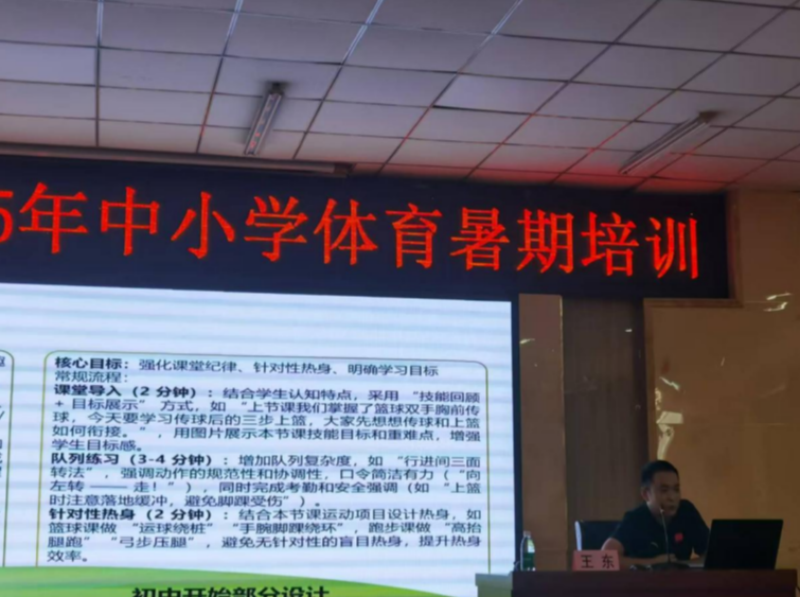 5年中小学体育暑期培训
核心目标：强化课堂纪律、针对性热身、明确学习目标
常规流程：
课堂导入（2 分钟）：结合学生认知特点，采用 “技能回顾
+ 目标展示” 方式，如 “上节课我们掌握了篮球双手胸前传
球，今天要学习传球后的三步上篮，大家先想想传球和上篮
如何衔接。”，用图片展示本节课技能目标和重难点，增强
学生目标感。
队列练习（3-4 分钟）：增加队列复杂度，如 “行进间三面
转法”，强调动作的规范性和协调性，口令简洁有力（“向
左转 —— 走！”），同时完成考勤和安全强调（如 “上篮
时注意落地缓冲，避免脚踝受伤”）。
针对性热身（2 分钟）：结合本节课运动项目设计热身，如
篮球课做 “运球绕桩” “手腕脚踝绕环”，跑步课做 “高抬
腿跑” “弓步压腿”，避免无针对性的盲目热身，提升热身
效率。
初中开始部分设计
王东